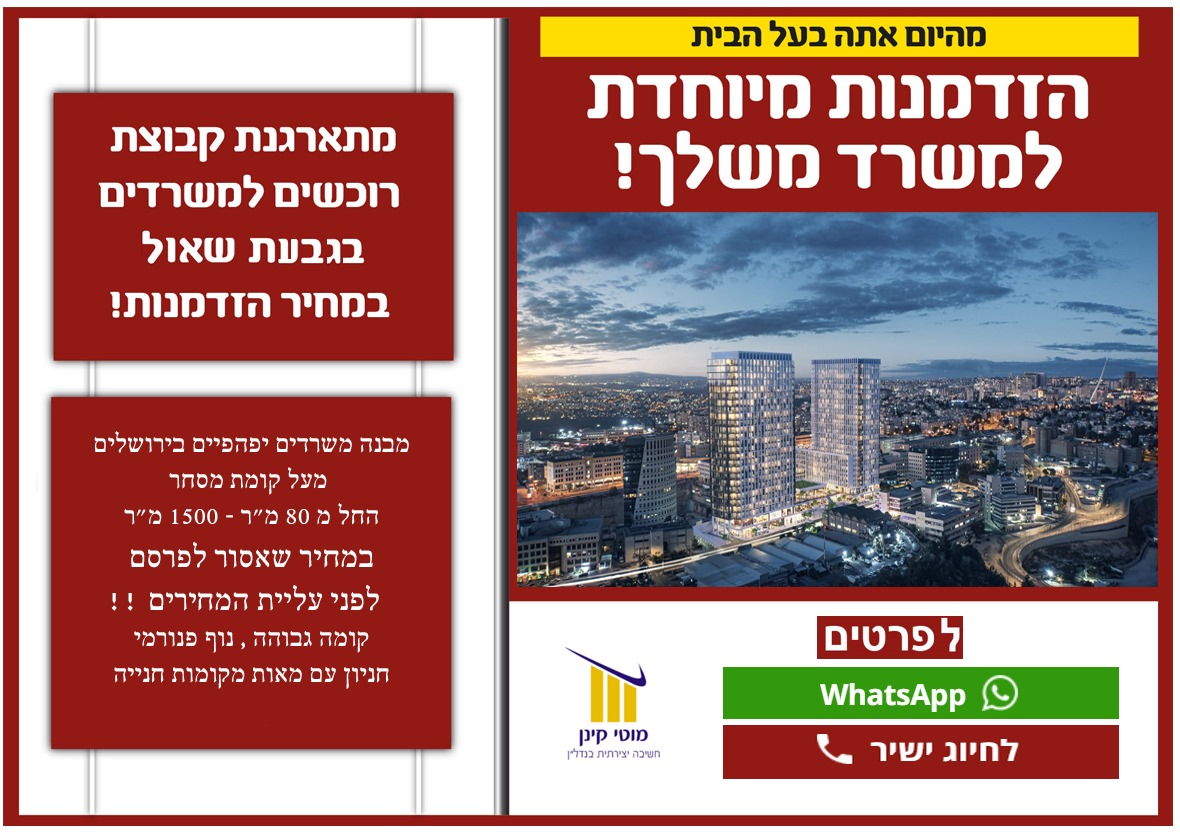 מהיום אתה בעל הבית
הזדמנות מיוחדת
למשרד משלך!
מתארגנת קבוצת
רוכשים למשרדים
בגבעת שאול
במחיר הזדמנות!
מבנה משרדים יפהפיים בירושלים
מעל קומת מסחר
החל מ 80 מ״ר - 1500 מ״ר
במחיר שאסור לפרסם
לפני עליית המחירים !!
קומה גבוהה , נוף פנורמי
חניון עם מאות מקומות חנייה
לפרטים
WhatsApp
לחיוג ישיר
מוטי קינן
חשיבה יצירתית בנדל״ן